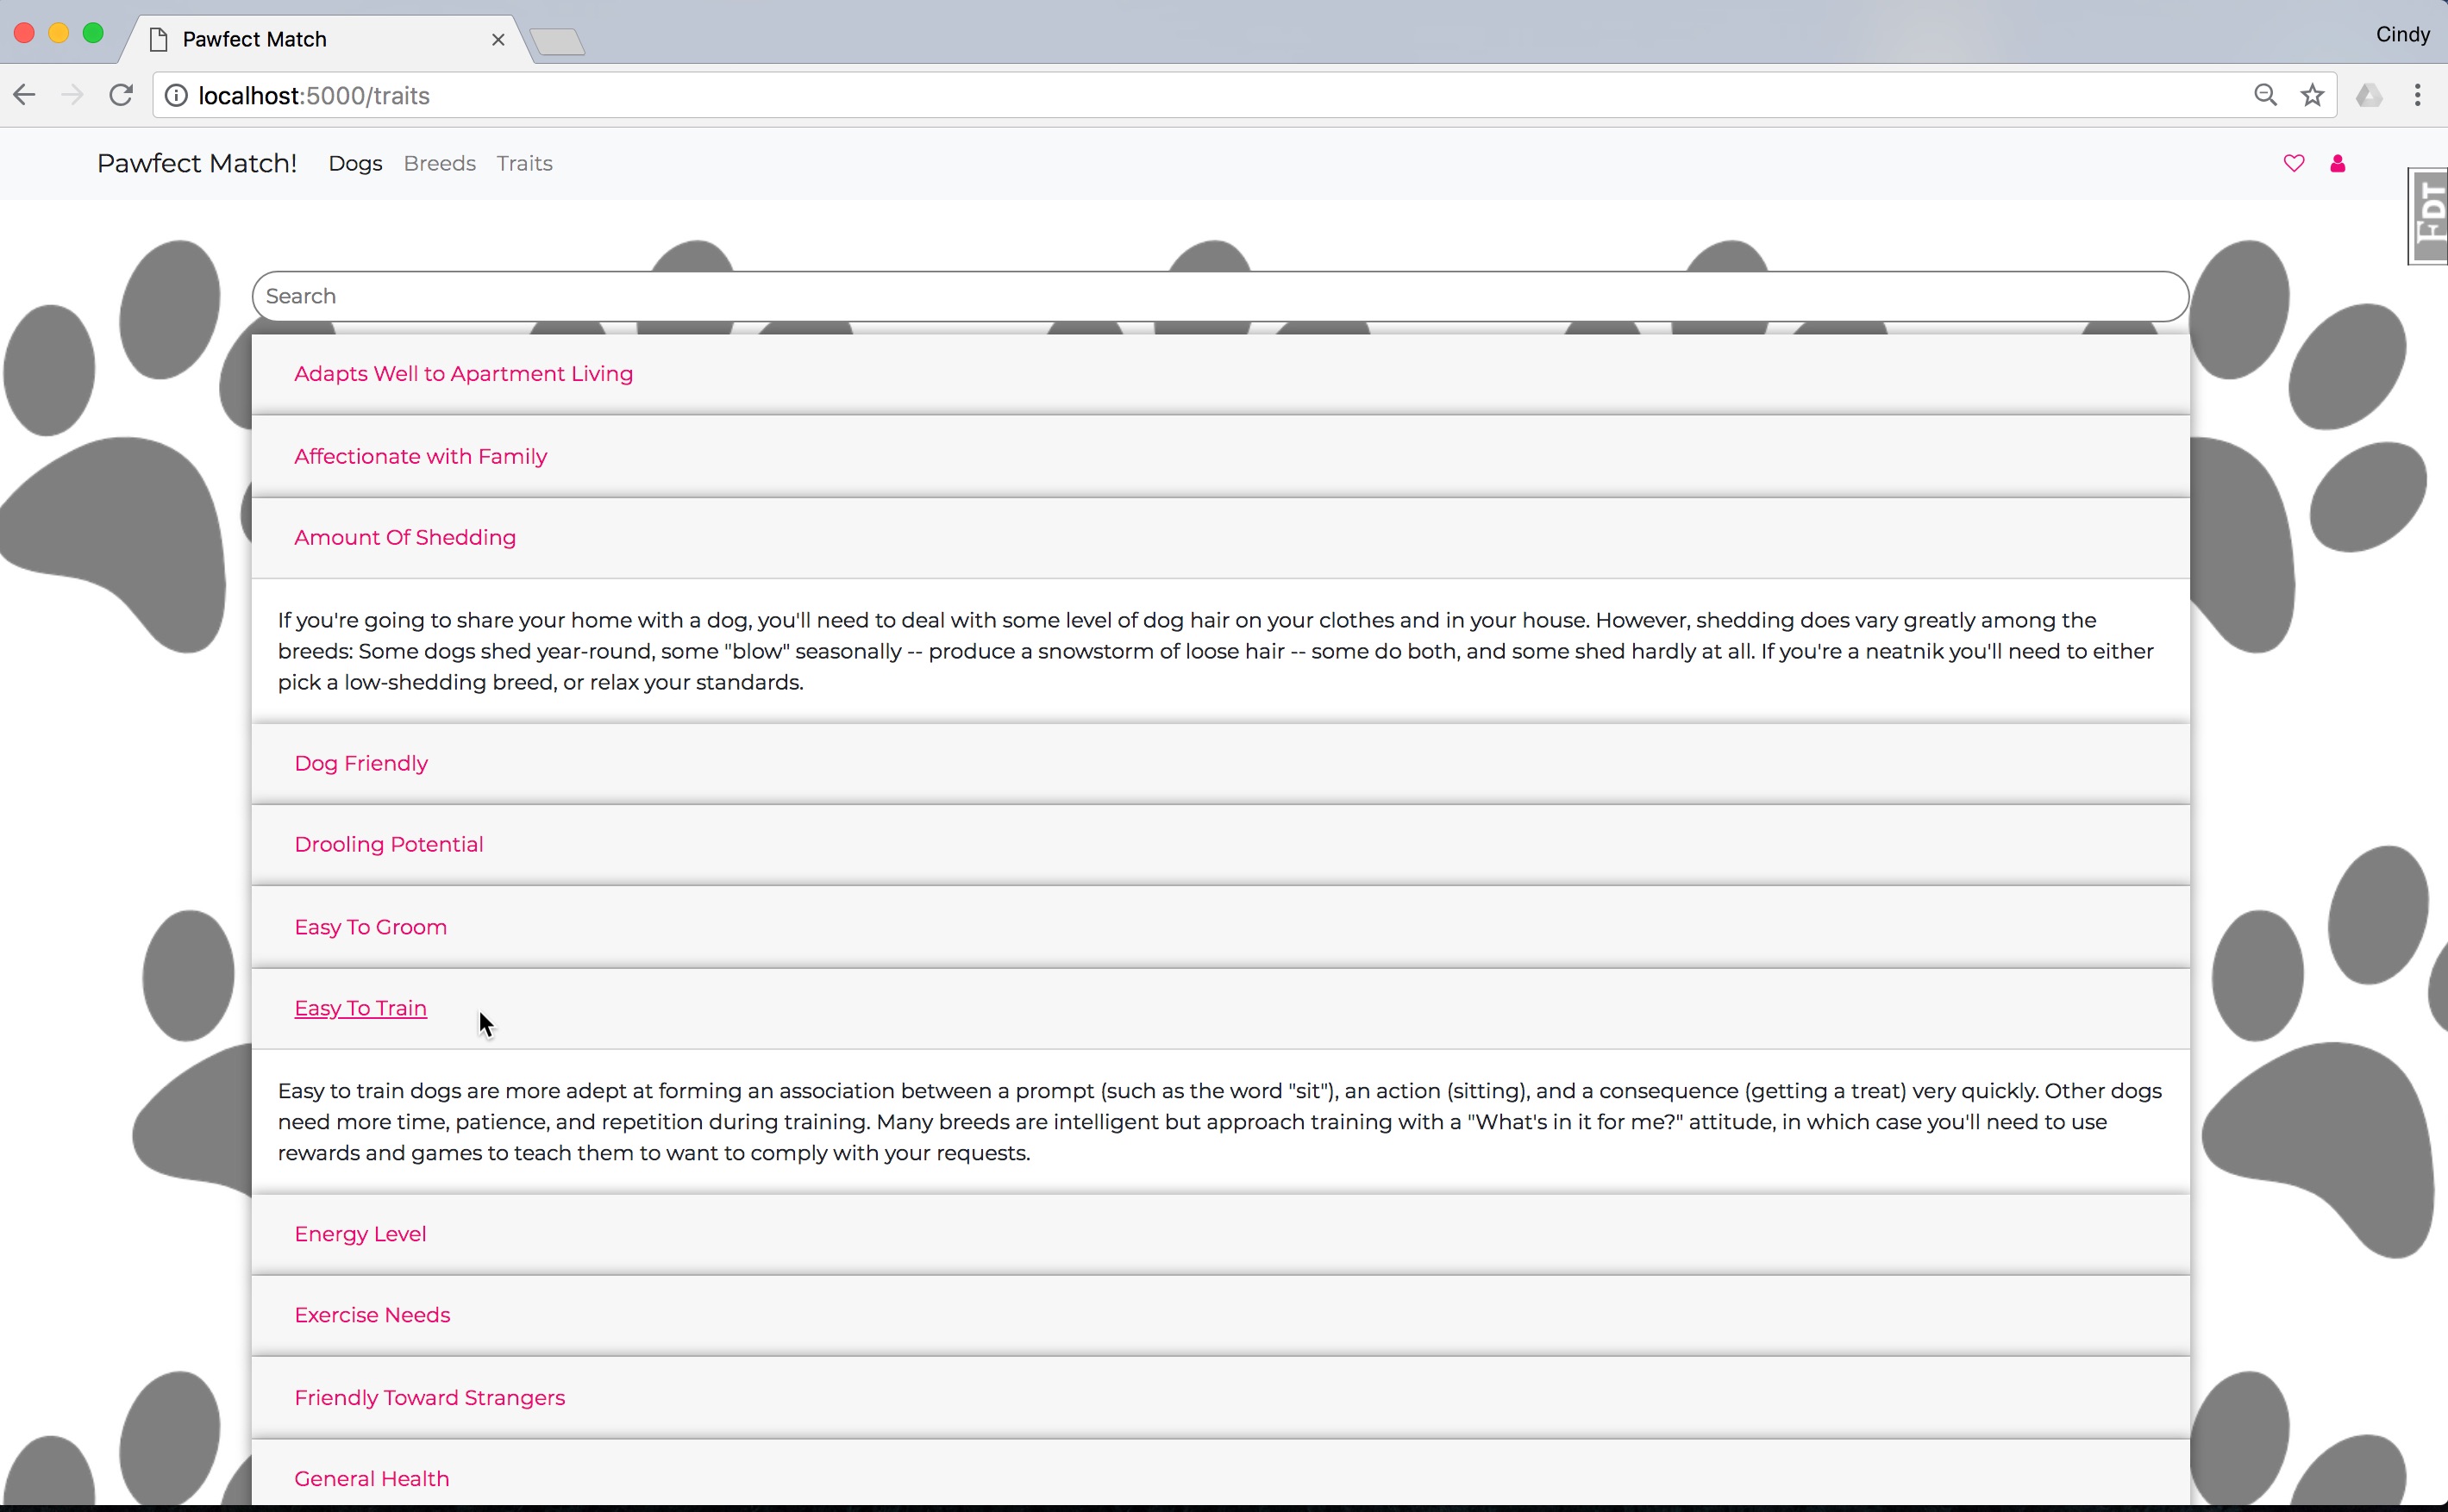 Pawfect Match
Cindy
localhost:5000/traits
Pawfect Match! Dogs Breeds Traits
FDT
Search
Adapts Well to Apartment Living
Affectionate with Family
Amount Of Shedding
If you're going to share your home with a dog, you'll need to deal with some level of dog hair on your clothes and in your house. However, shedding does vary greatly among the
breeds: Some dogs shed year-round, some "blow" seasonally -- produce a snowstorm of loose hair -- some do both, and some shed hardly at all. If you're a neatnik you'll need to either
pick a low-shedding breed, or relax your standards.
Dog Friendly
Drooling Potential
Easy To Groom
Easy To Train
Easy to train dogs are more adept at forming an association between a prompt (such as the word "sit"), an action (sitting), and a consequence (getting a treat) very quickly. Other dogs
need more time, patience, and repetition during training. Many breeds are intelligent but approach training with a "What's in it for me?" attitude, in which case you'll need to use
rewards and games to teach them to want to comply with your requests.
Energy Level
Exercise Needs
Friendly Toward Strangers
General Health